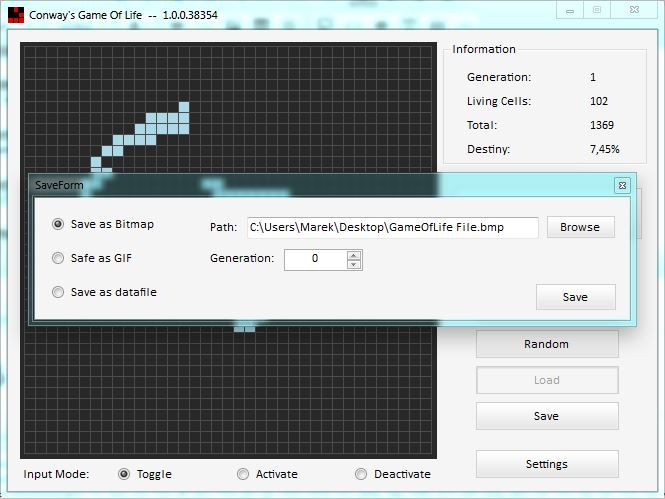 Conway's Game Of Life -- 1.0.0.38354
Information
Generation: 1
Living Cells: 102
Total: 1369
Destiny: 7,45%
SaveForm
Save as Bitmap
Path: C:\Users\Marek\Desktop\GameOfLife File.bmp Browse
Safe as GIF
Generation: 0
Save as datafile
Save
Random
Load
Save
Settings
Input Mode: Toggle Activate Deactivate